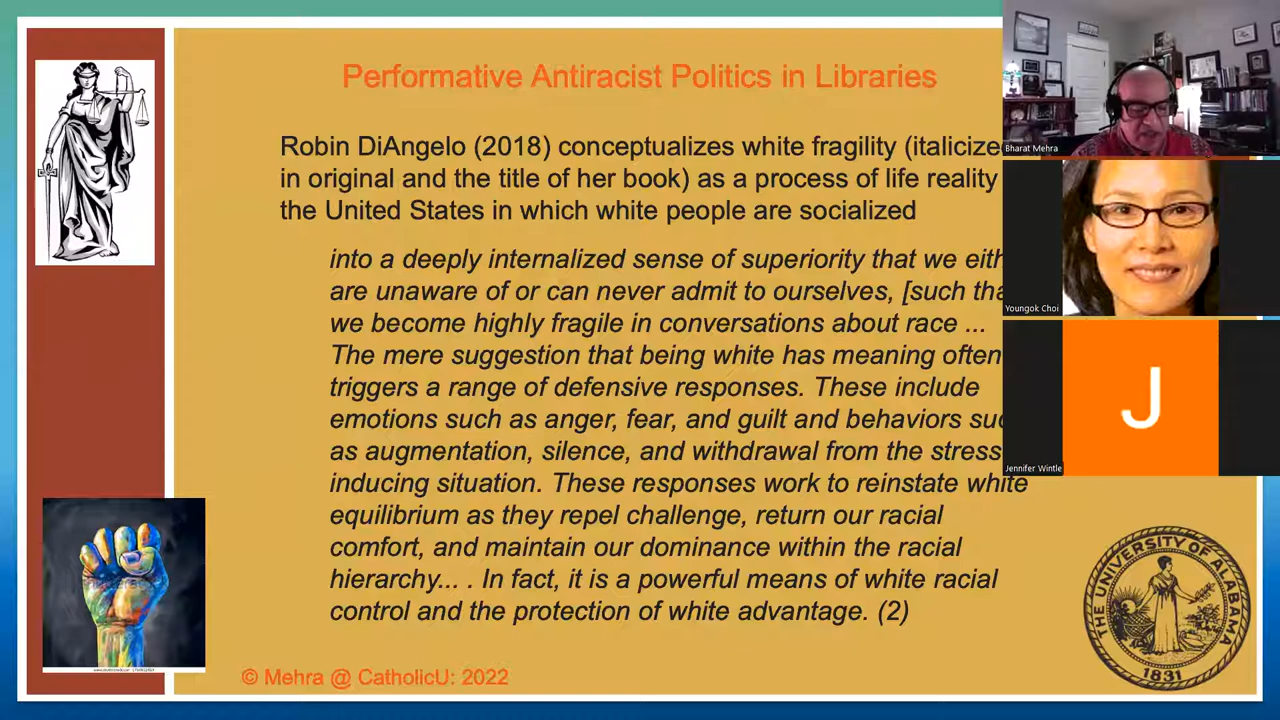 Performative Antiracist Politics in Libraries
Robin DiAngelo (2018) conceptualizes white fragility (italicize
in original and the title of her book) as a process of life reality
the United States in which white people are socialized
into a deeply internalized sense of superiority that we eith
are unaware of or can never admit to ourselves, [such tha
we become highly fragile in conversations about race ...
The mere suggestion that being white has meaning often
triggers a range of defensive responses. These include
emotions such as anger, fear, and guilt and behaviors suc
as augmentation, silence, and withdrawal from the stress
inducing situation. These responses work to reinstate white
equilibrium as they repel challenge, return our racial
comfort, and maintain our dominance within the racial
hierarchy... . In fact, it is a powerful means of white racial
control and the protection of white advantage. (2)
© Mehra @ CatholicU: 2022
Bharat Mehra
Youngok Choi
J
Jennifer Wintle
THE UNIVERSITY OF ALABAMA
1831